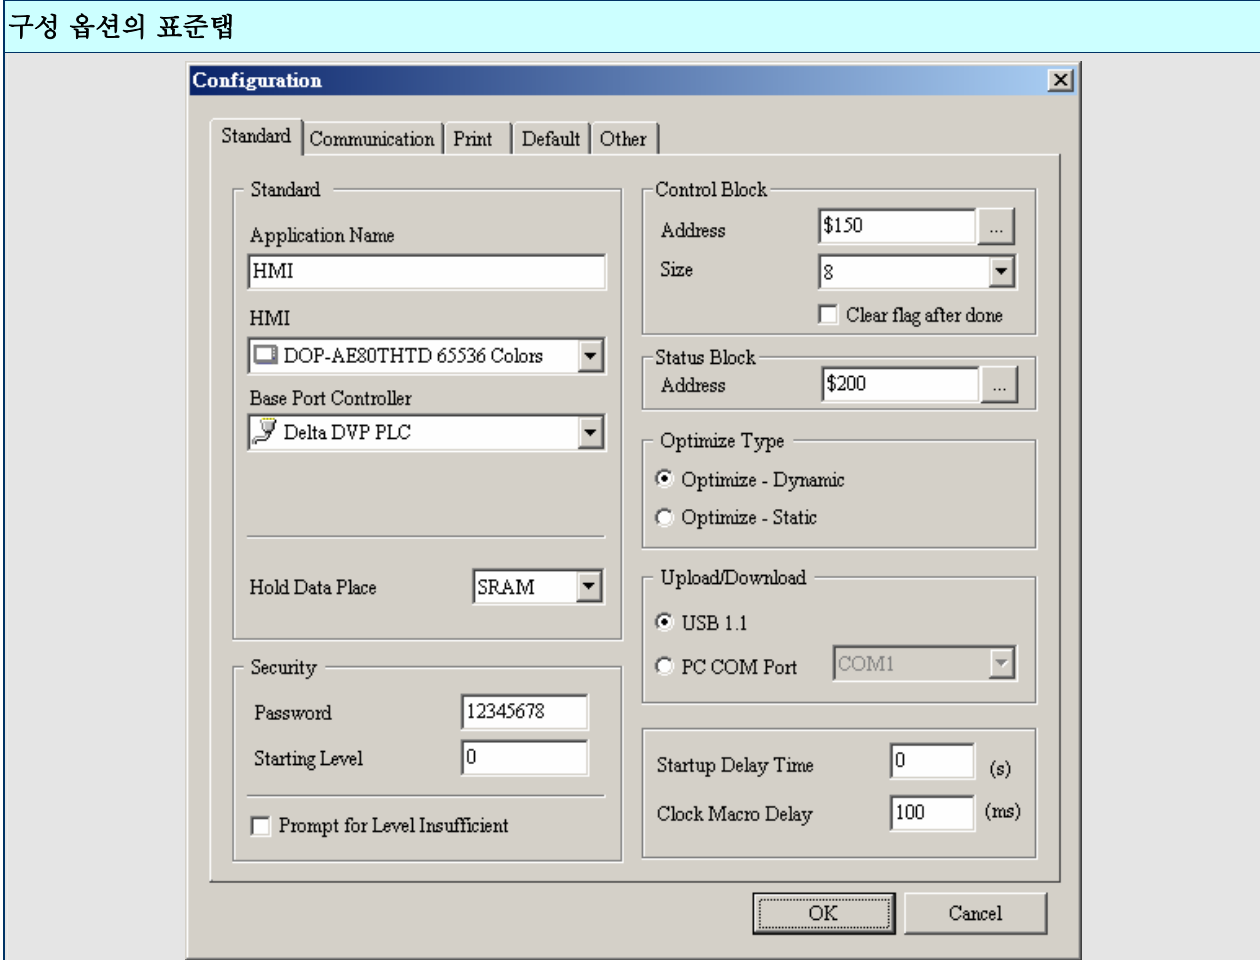 구성 옵션의 표준탭
Configuration
Standard Communication Print Default Other
Standard
Application Name
HMI
HMI
DOP-AE80THTD 65536 Colors
Base Port Controller
Delta DVP PLC
Hold Data Place SRAM
Security
Password 12345678
Starting Level 0
Prompt for Level Insufficient
Control Block
Address $150 ...
Size 8
Clear flag after done
Status Block
Address $200 ...
Optimize Type
Optimize - Dynamic
Optimize - Static
Upload/Download
USB 1.1
PC COM Port COM1
Startup Delay Time 0 (s)
Clock Macro Delay 100 (ms)
OK Cancel